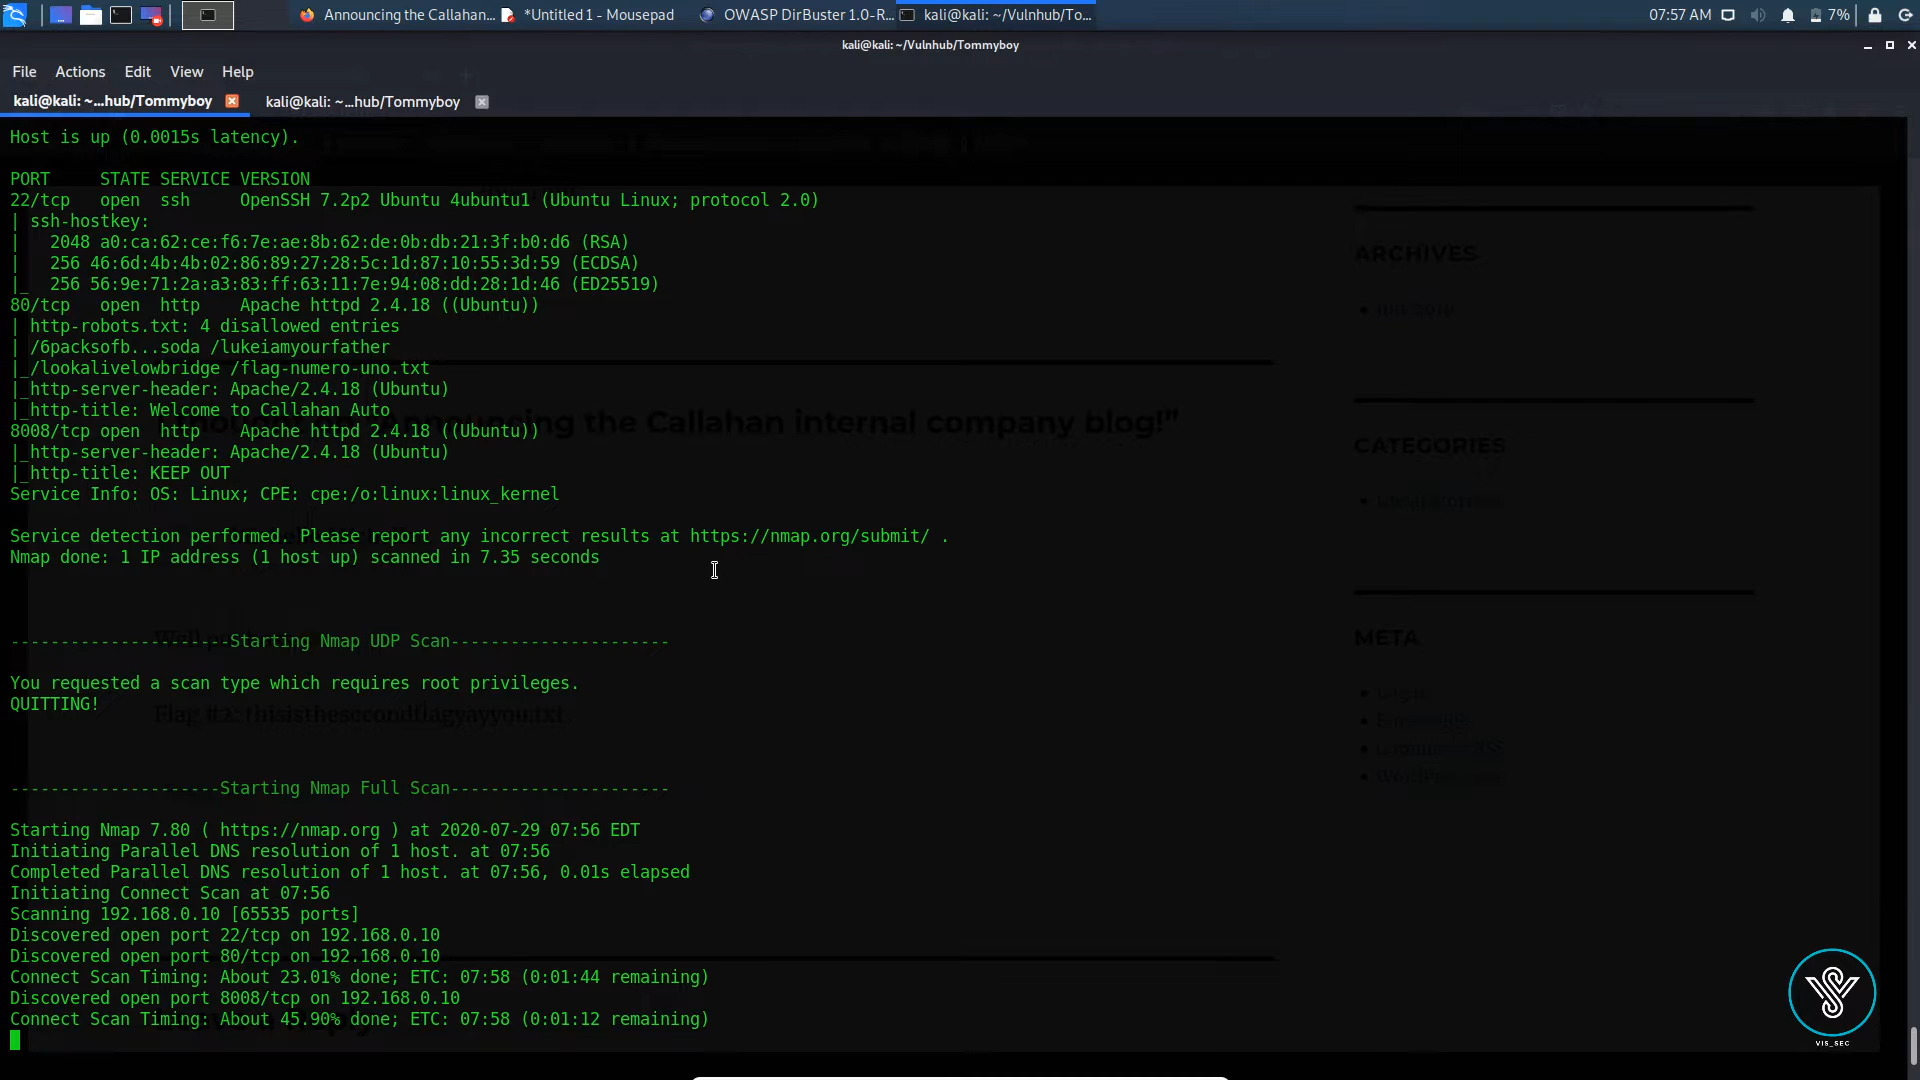 Announcing the Callahan... *Untitled 1 - Mousepad OWASP DirBuster 1.0-R... kali@kali: ~/Vulnhub/To... 07:57 AM 7%
kali@kali: ~/Vulnhub/Tommyboy
File Actions Edit View Help
kali@kali: ~...hub/Tommyboy kali@kali: ~...hub/Tommyboy
Host is up (0.0015s latency).
PORT STATE SERVICE VERSION
22/tcp open ssh OpenSSH 7.2p2 Ubuntu 4ubuntu1 (Ubuntu Linux; protocol 2.0)
| ssh-hostkey:
| 2048 a0:ca:62:ce:f6:7e:ae:8b:62:de:0b:db:21:3f:b0:d6 (RSA)
| 256 46:6d:4b:4b:02:86:89:27:28:5c:1d:87:10:55:3d:59 (ECDSA)
|_ 256 56:9e:71:2a:a3:83:ff:63:11:7e:94:08:dd:28:1d:46 (ED25519)
80/tcp open http Apache httpd 2.4.18 ((Ubuntu))
| http-robots.txt: 4 disallowed entries
| /6packsofb...soda /lukeiamyourfather
|_/lookalivelowbridge /flag-numero-uno.txt
|_http-server-header: Apache/2.4.18 (Ubuntu)
|_http-title: Welcome to Callahan Auto
8008/tcp open http Apache httpd 2.4.18 ((Ubuntu))
|_http-server-header: Apache/2.4.18 (Ubuntu)
|_http-title: KEEP OUT
Service Info: OS: Linux; CPE: cpe:/o:linux:linux_kernel
Service detection performed. Please report any incorrect results at https://nmap.org/submit/ .
Nmap done: 1 IP address (1 host up) scanned in 7.35 seconds
----------------------Starting Nmap UDP Scan----------------------
You requested a scan type which requires root privileges.
QUITTING!
---------------------Starting Nmap Full Scan----------------------
Starting Nmap 7.80 ( https://nmap.org ) at 2020-07-29 07:56 EDT
Initiating Parallel DNS resolution of 1 host. at 07:56
Completed Parallel DNS resolution of 1 host. at 07:56, 0.01s elapsed
Initiating Connect Scan at 07:56
Scanning 192.168.0.10 [65535 ports]
Discovered open port 22/tcp on 192.168.0.10
Discovered open port 80/tcp on 192.168.0.10
Connect Scan Timing: About 23.01% done; ETC: 07:58 (0:01:44 remaining)
Discovered open port 8008/tcp on 192.168.0.10
Connect Scan Timing: About 45.90% done; ETC: 07:58 (0:01:12 remaining)
Announcing the Callahan internal company blog!”
Flag #2: thisisthesecondflagyayyou.txt
ARCHIVES
CATEGORIES
META
VIS_SEC